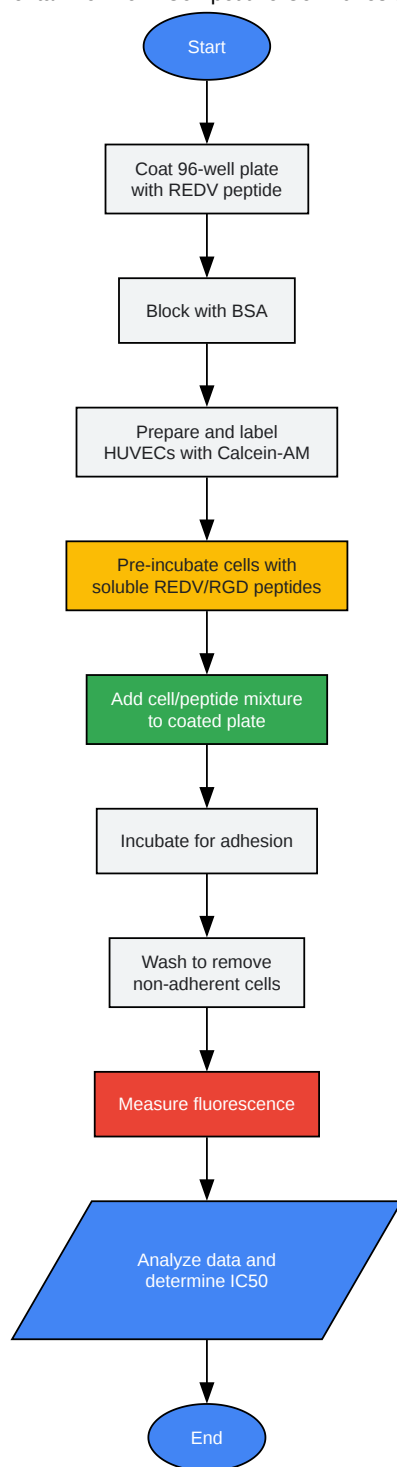 Start
Coat 96-well plate
with REDV peptide
Block with BSA
Prepare and label
HUVECs with Calcein-AM
Pre-incubate cells with
soluble REDV/RGD peptides
Add cell/peptide mixture
to coated plate
Incubate for adhesion
Wash to remove
non-adherent cells
Measure fluorescence
Analyze data and
determine IC50
End